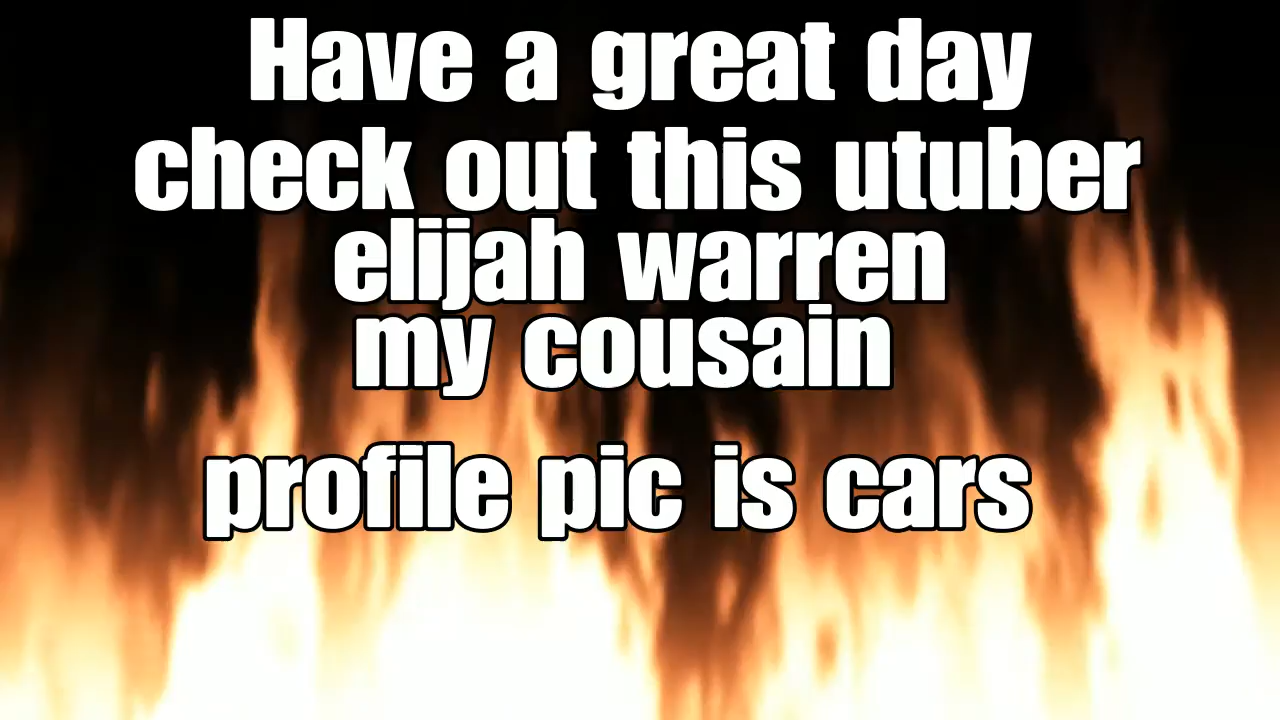 Have a great day
check out this utuber
elijah warren
my cousain
profile pic is cars